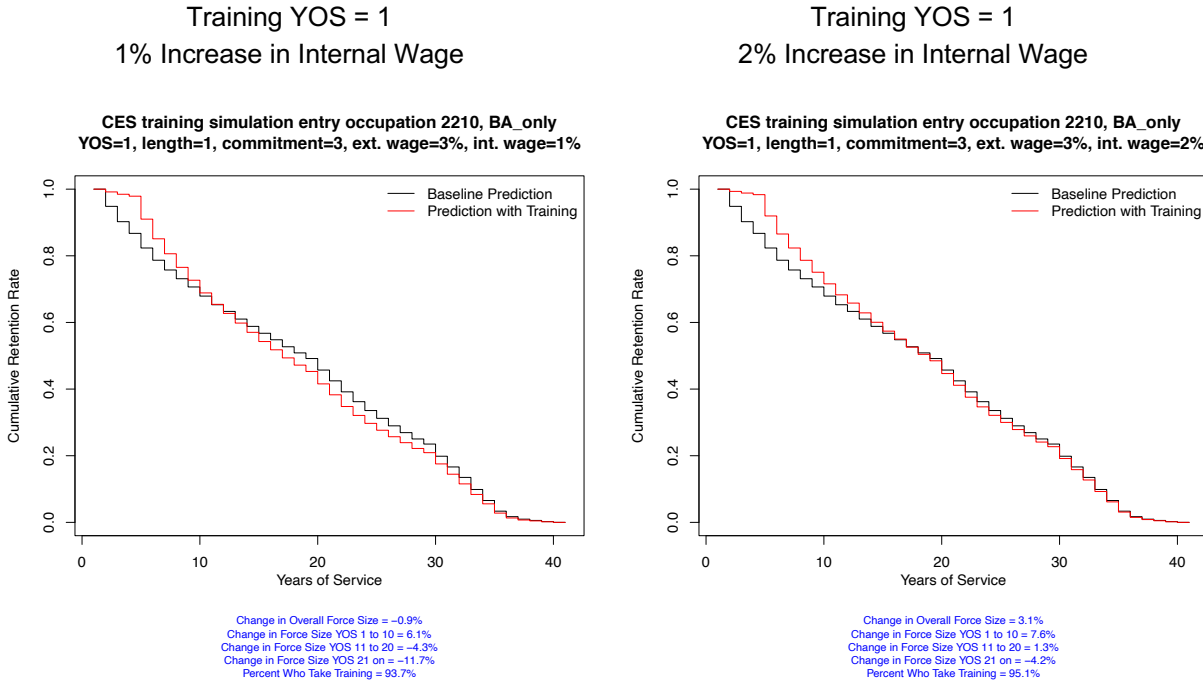 Training YOS = 1
1% Increase in Internal Wage
CES training simulation entry occupation 2210, BA_only
YOS=1, length=1, commitment=3, ext. wage=3%, int. wage=1%
Baseline Prediction
Prediction with Training
Cumulative Retention Rate
1.0
0.8
0.6
0.4
0.2
0.0
0
10
20
30
40
Years of Service
Change in Overall Force Size = −0.9%
Change in Force Size YOS 1 to 10 = 6.1%
Change in Force Size YOS 11 to 20 = −4.3%
Change in Force Size YOS 21 on = −11.7%
Percent Who Take Training = 93.7%
Training YOS = 1
2% Increase in Internal Wage
CES training simulation entry occupation 2210, BA_only
YOS=1, length=1, commitment=3, ext. wage=3%, int. wage=2%
Baseline Prediction
Prediction with Training
Cumulative Retention Rate
1.0
0.8
0.6
0.4
0.2
0.0
0
10
20
30
40
Years of Service
Change in Overall Force Size = 3.1%
Change in Force Size YOS 1 to 10 = 7.6%
Change in Force Size YOS 11 to 20 = 1.3%
Change in Force Size YOS 21 on = −4.2%
Percent Who Take Training = 95.1%